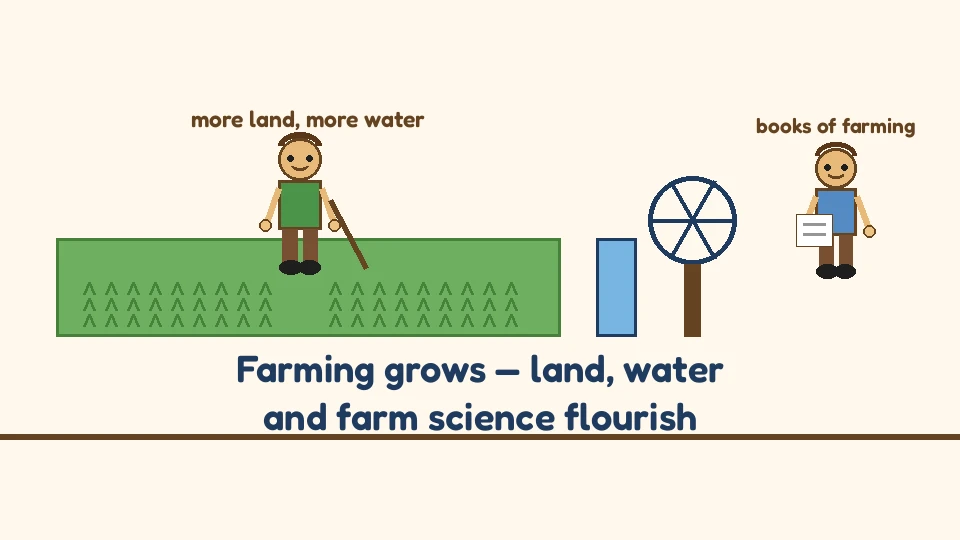 more land, more water
books of farming
Farming grows — land, water
and farm science flourish